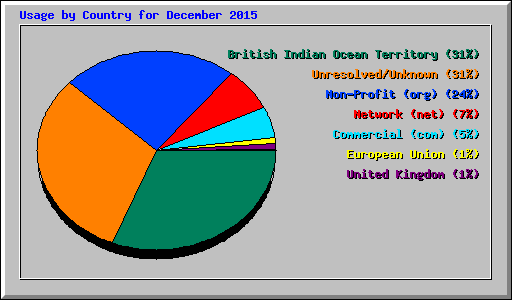 Usage by Country for December 2015
British Indian Ocean Territory (31%)
Unresolved/Unknown (31%)
Non-Profit (org) (24%)
Network (net) (7%)
Commercial (com) (5%)
European Union (1%)
United Kingdom (1%)